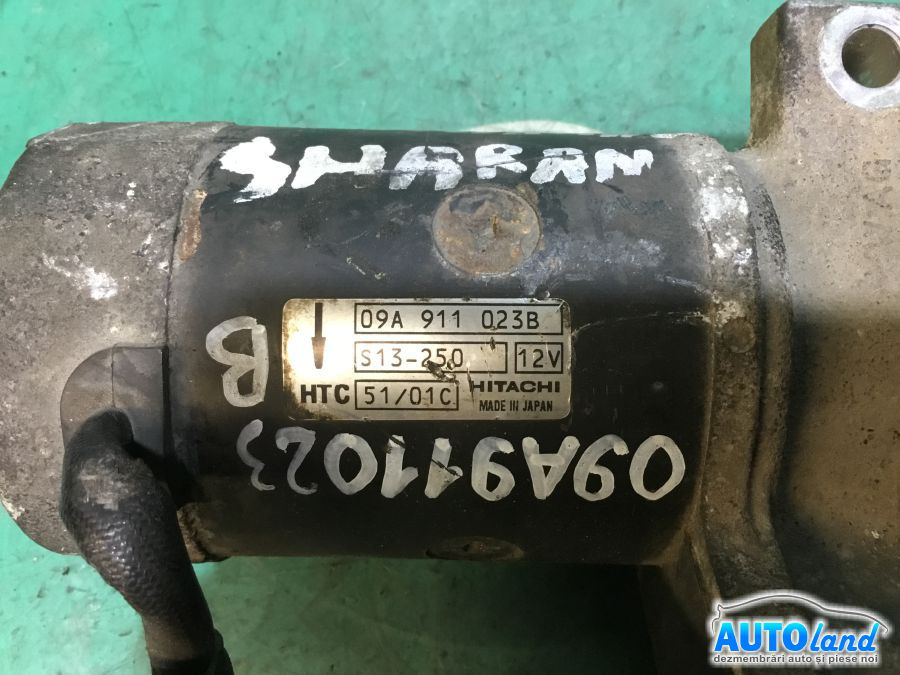 SHARAN
09A 911 023B
S13-250 12V
HTC 51/01C HITACHI
MADE IN JAPAN
09A911023
B
AUTOland
dezmembrări auto și piese noi